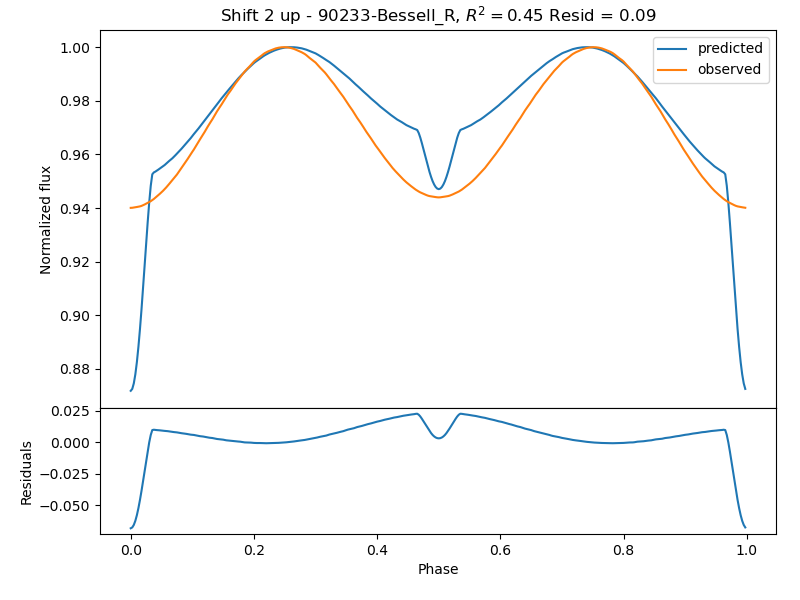 Shift 2 up - 90233-Bessell_R, R² = 0.45 Resid = 0.09
predicted
observed
1.00
0.98
0.96
0.94
0.92
0.90
0.88
Normalized flux
0.025
0.000
−0.025
−0.050
Residuals
0.0
0.2
0.4
0.6
0.8
1.0
Phase